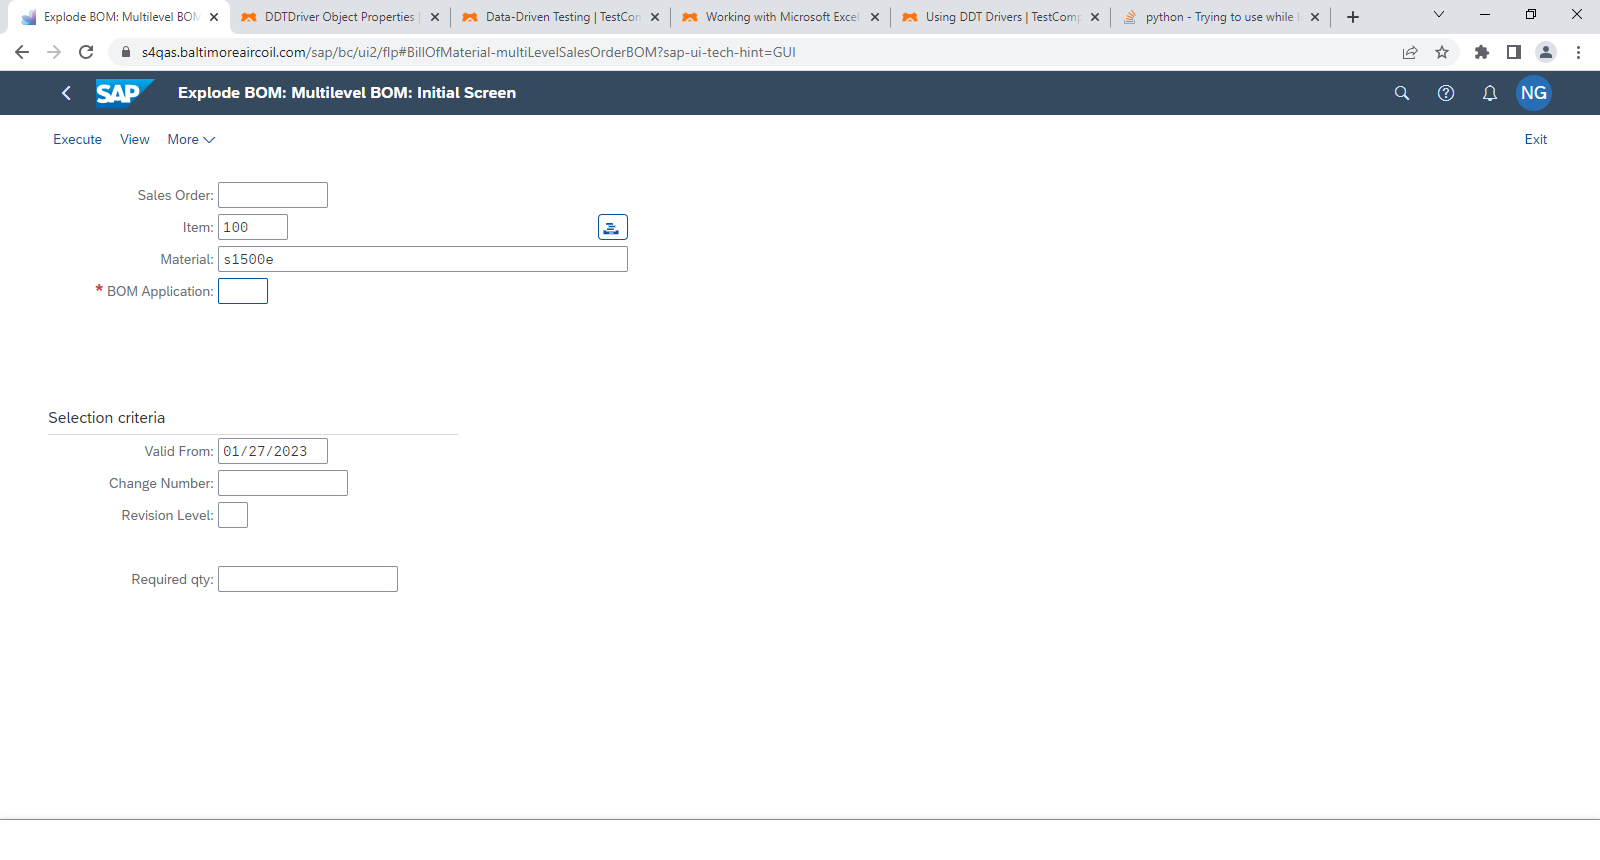 Explode BOM: Multilevel BOM
DDTDriver Object Properties |
Data-Driven Testing | TestCom
Working with Microsoft Excel
Using DDT Drivers | TestComp
python - Trying to use while l
s4qas.baltimoreaircoil.com/sap/bc/ui2/flp#BillOfMaterial-multiLevelSalesOrderBOM?sap-ui-tech-hint=GUI
SAP Explode BOM: Multilevel BOM: Initial Screen NG
Execute View More Exit
Sales Order:
Item: 100
Material: s1500e
* BOM Application:
Selection criteria
Valid From: 01/27/2023
Change Number:
Revision Level:
Required qty: